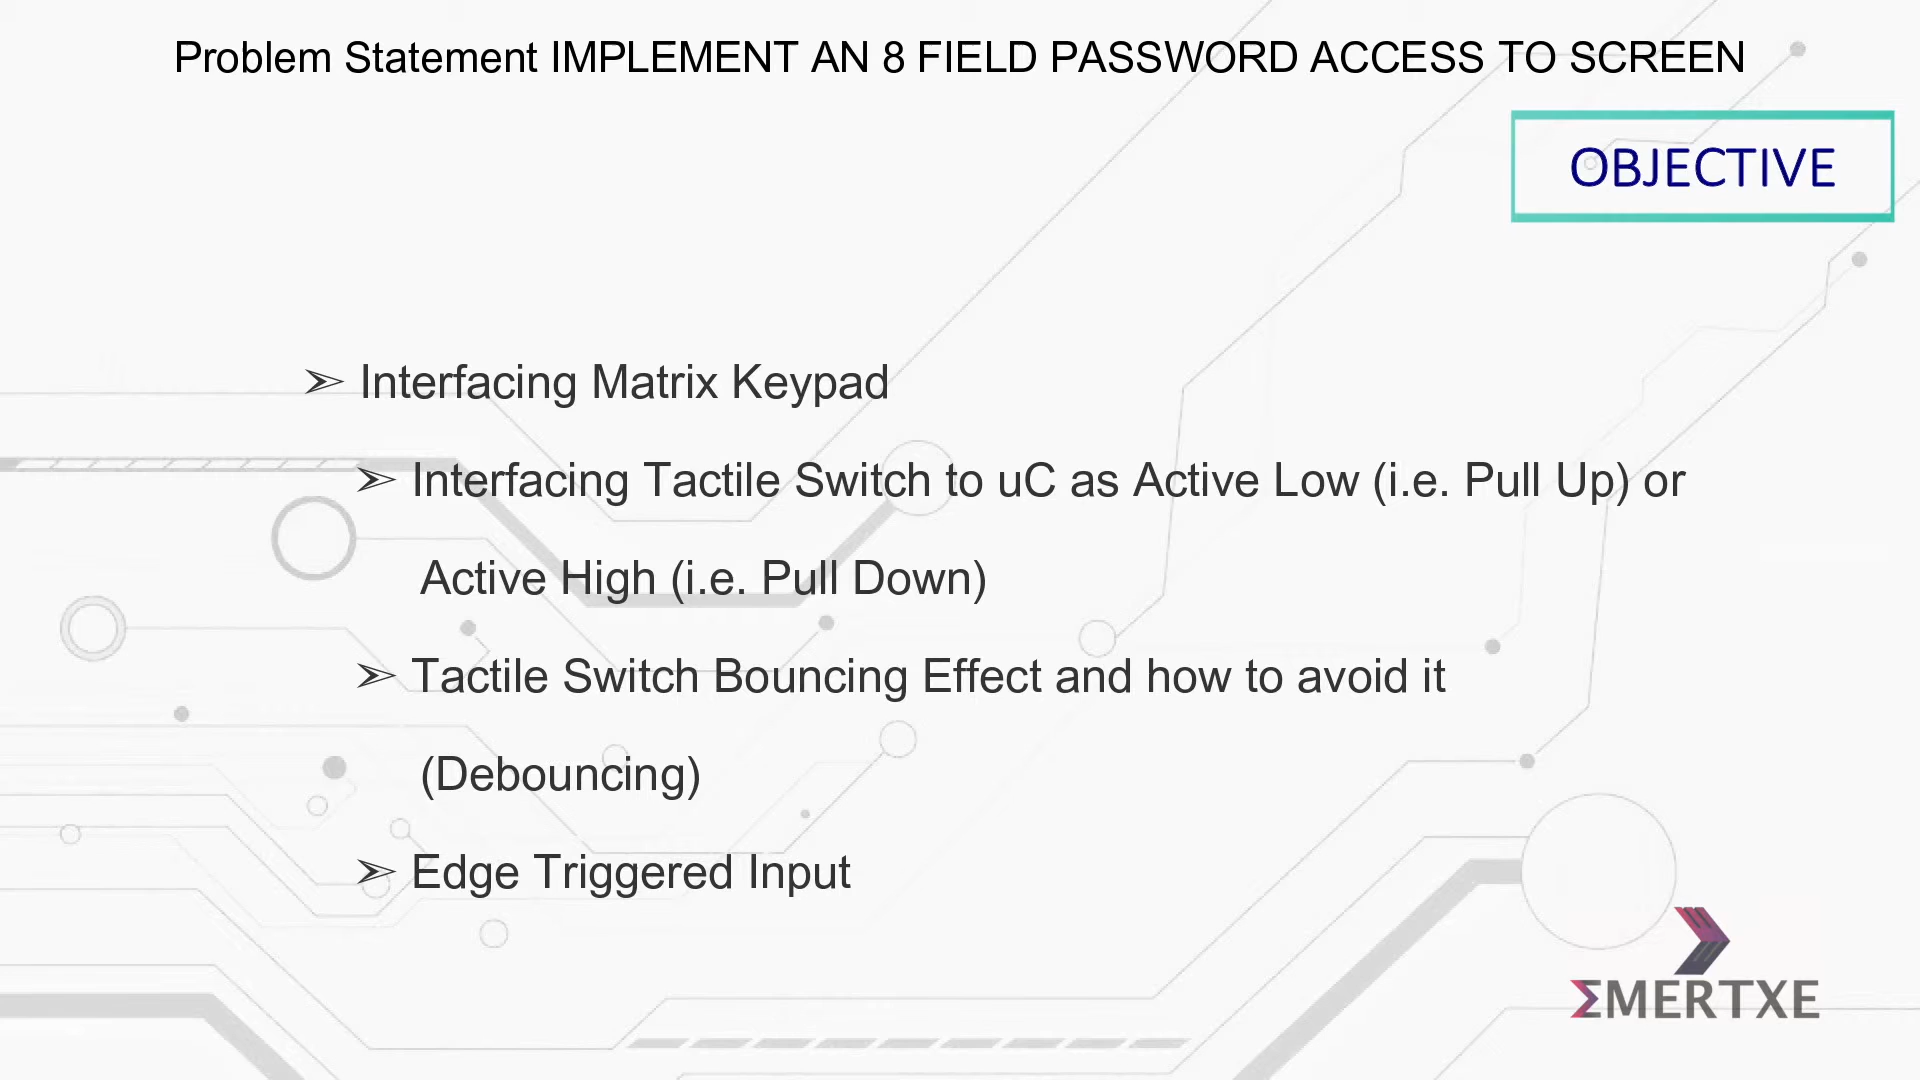 Problem Statement IMPLEMENT AN 8 FIELD PASSWORD ACCESS TO SCREEN
OBJECTIVE
➢ Interfacing Matrix Keypad
➢ Interfacing Tactile Switch to uC as Active Low (i.e. Pull Up) or
Active High (i.e. Pull Down)
➢ Tactile Switch Bouncing Effect and how to avoid it
(Debouncing)
➢ Edge Triggered Input
ΣMERTXE